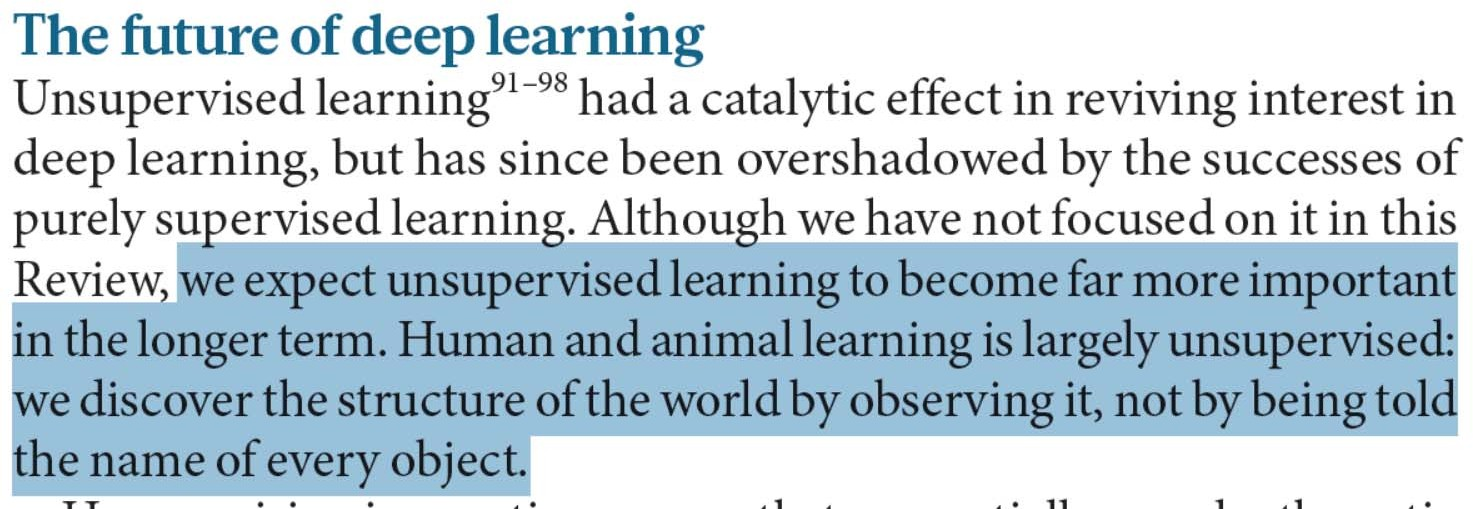 The future of deep learning
Unsupervised learning91–98 had a catalytic effect in reviving interest in
deep learning, but has since been overshadowed by the successes of
purely supervised learning. Although we have not focused on it in this
Review, we expect unsupervised learning to become far more important
in the longer term. Human and animal learning is largely unsupervised:
we discover the structure of the world by observing it, not by being told
the name of every object.